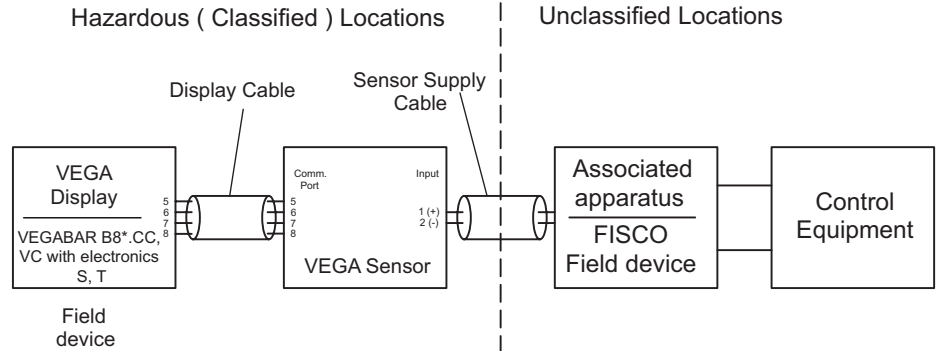 Hazardous ( Classified ) Locations
Unclassified Locations
Display Cable
Sensor Supply
Cable
VEGA
Display
VEGABAR B8*.CC,
VC with electronics
S, T
5
6
7
8
Field
device
Comm.
Port
5
6
7
8
Input
1 (+)
2 (-)
VEGA Sensor
Associated
apparatus
FISCO
Field device
Control
Equipment